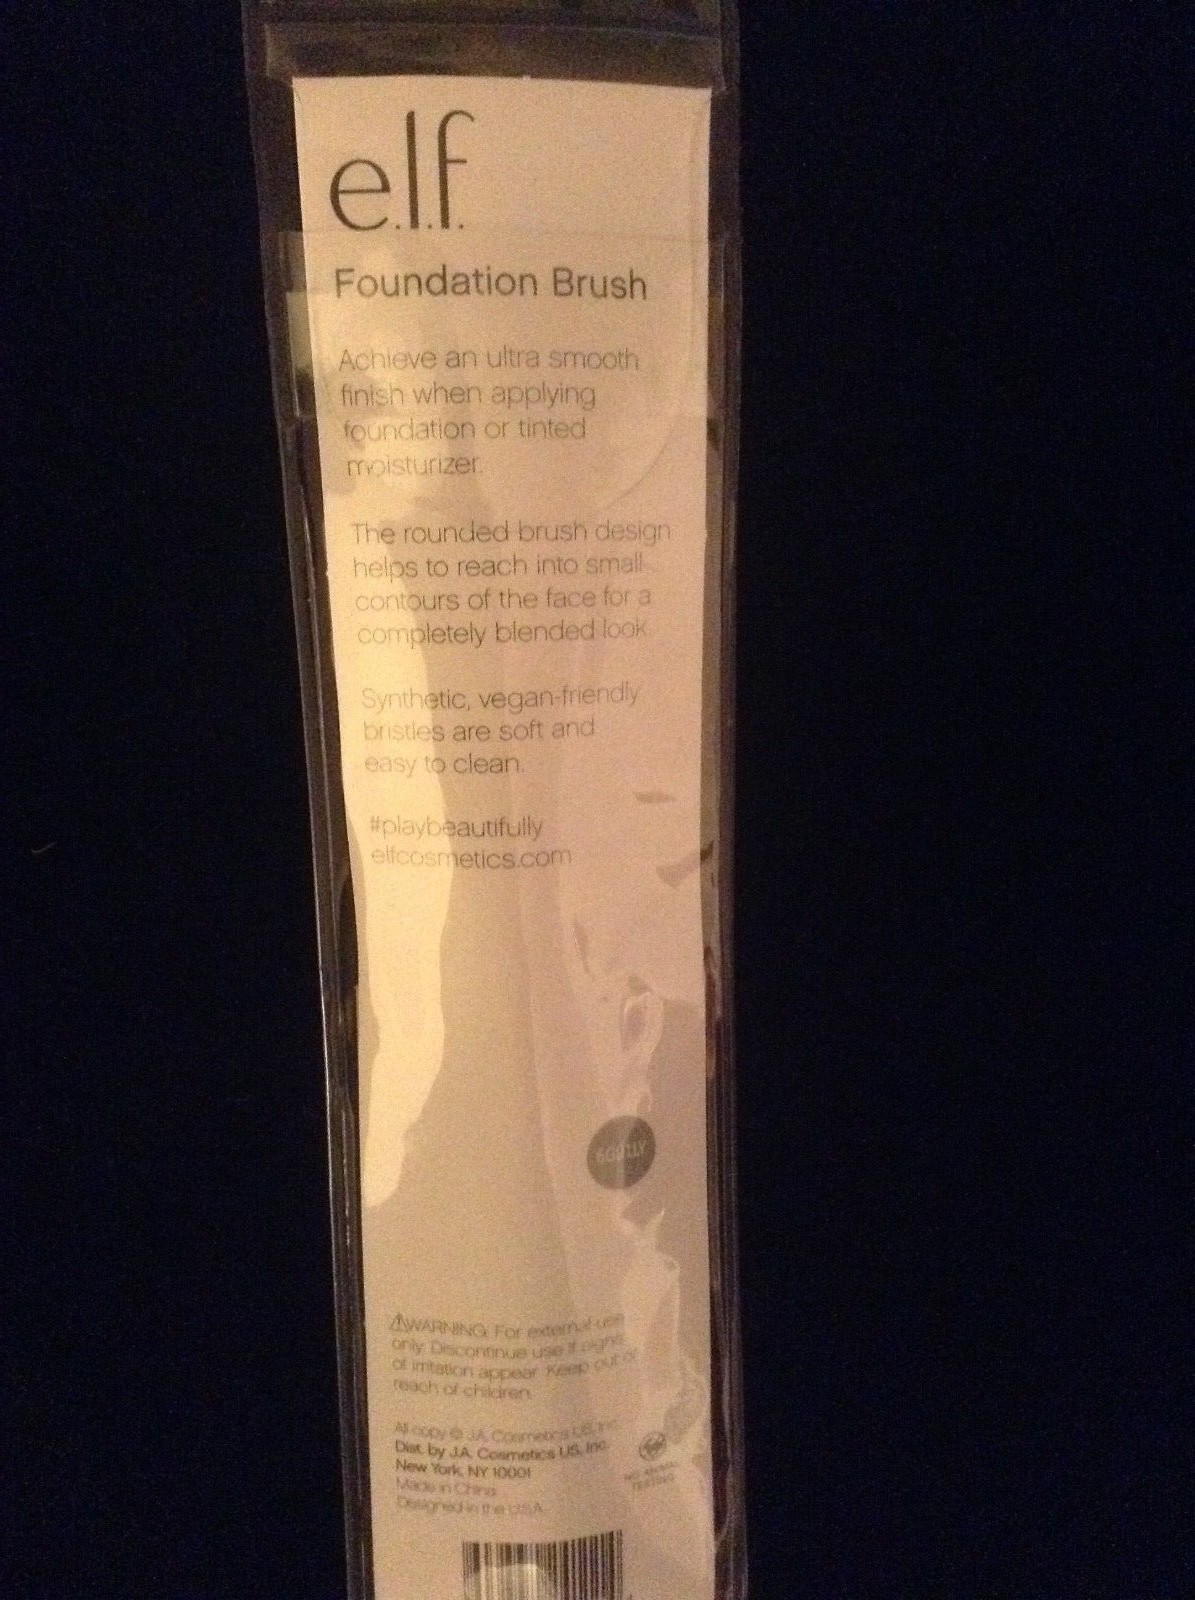 e.l.f.
Foundation Brush
Achieve an ultra smooth
finish when applying
foundation or tinted
moisturizer.
The rounded brush design
helps to reach into small
contours of the face for a
completely blended look.
Synthetic, vegan-friendly
bristles are soft and
easy to clean.
#playbeautifully
elfcosmetics.com
⚠WARNING: For external use
only. Discontinue use if signs
of irritation appear. Keep out of
reach of children.
All copy © J.A. Cosmetics US, Inc.
Dist. by J.A. Cosmetics US, Inc.
New York, NY 10001
Made in China
Designed in the U.S.A.
NO ANIMAL
TESTING